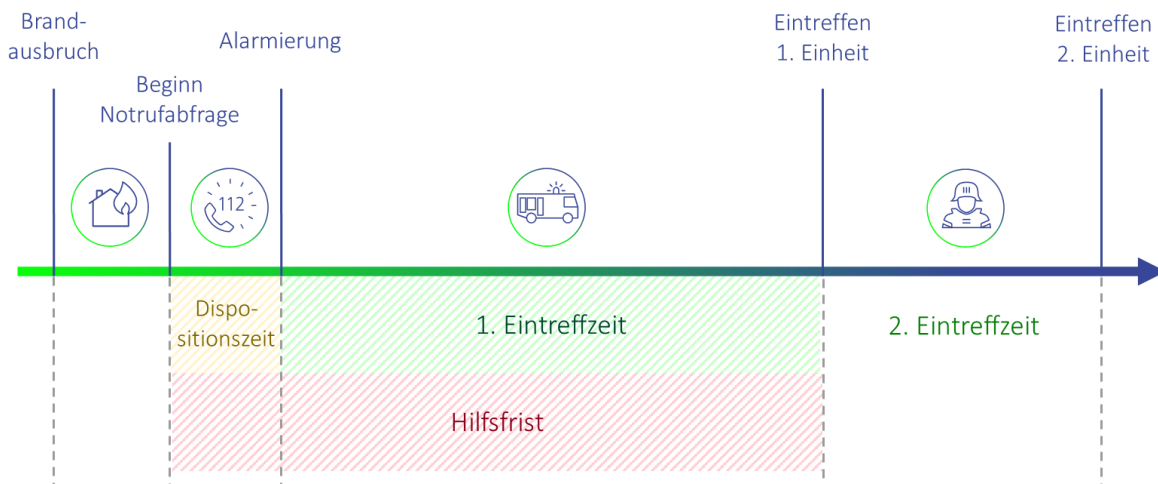 Brand-
ausbruch
Beginn
Notrufabfrage
Alarmierung
Eintreffen
1. Einheit
Eintreffen
2. Einheit
112
Dispo-
sitionszeit
1. Eintreffzeit
2. Eintreffzeit
Hilfsfrist